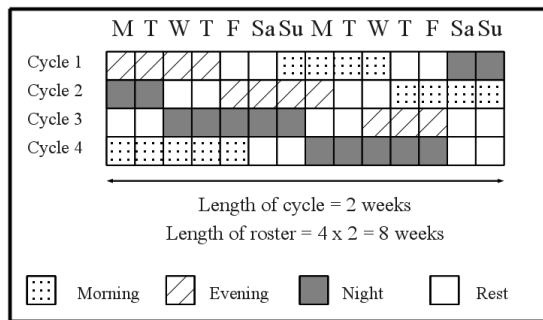 M T W T F Sa Su M T W T F Sa Su
Cycle 1
Cycle 2
Cycle 3
Cycle 4
Length of cycle = 2 weeks
Length of roster = 4 x 2 = 8 weeks
Morning Evening Night Rest